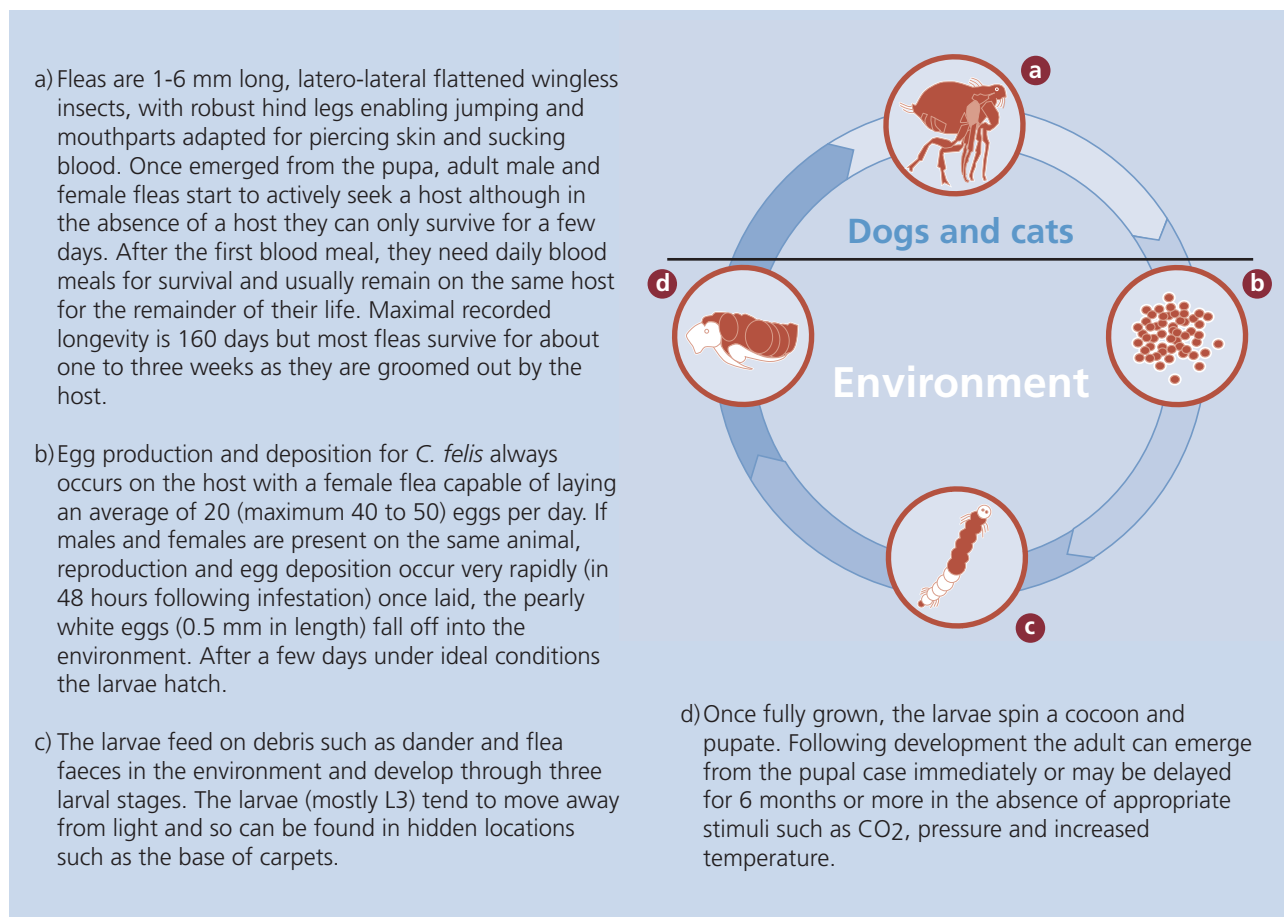 a) Fleas are 1-6 mm long, latero-lateral flattened wingless
insects, with robust hind legs enabling jumping and
mouthparts adapted for piercing skin and sucking
blood. Once emerged from the pupa, adult male and
female fleas start to actively seek a host although in
the absence of a host they can only survive for a few
days. After the first blood meal, they need daily blood
meals for survival and usually remain on the same host
for the remainder of their life. Maximal recorded
longevity is 160 days but most fleas survive for about
one to three weeks as they are groomed out by the
host.
b) Egg production and deposition for C. felis always
occurs on the host with a female flea capable of laying
an average of 20 (maximum 40 to 50) eggs per day. If
males and females are present on the same animal,
reproduction and egg deposition occur very rapidly (in
48 hours following infestation) once laid, the pearly
white eggs (0.5 mm in length) fall off into the
environment. After a few days under ideal conditions
the larvae hatch.
c) The larvae feed on debris such as dander and flea
faeces in the environment and develop through three
larval stages. The larvae (mostly L3) tend to move away
from light and so can be found in hidden locations
such as the base of carpets.
a
Dogs and cats
d
b
Environment
c
d) Once fully grown, the larvae spin a cocoon and
pupate. Following development the adult can emerge
from the pupal case immediately or may be delayed
for 6 months or more in the absence of appropriate
stimuli such as CO2, pressure and increased
temperature.